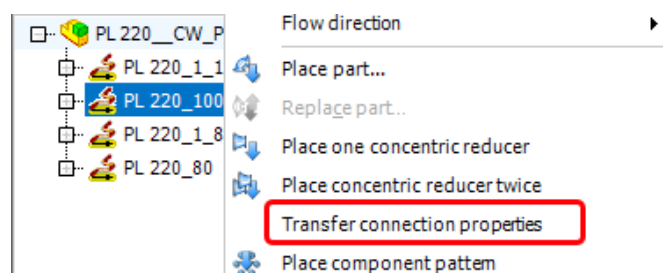 PL 220__CW_P
PL 220_1_1
PL 220_100
PL 220_1_8
PL 220_80
Flow direction
Place part...
Replace part...
Place one concentric reducer
Place concentric reducer twice
Transfer connection properties
Place component pattern